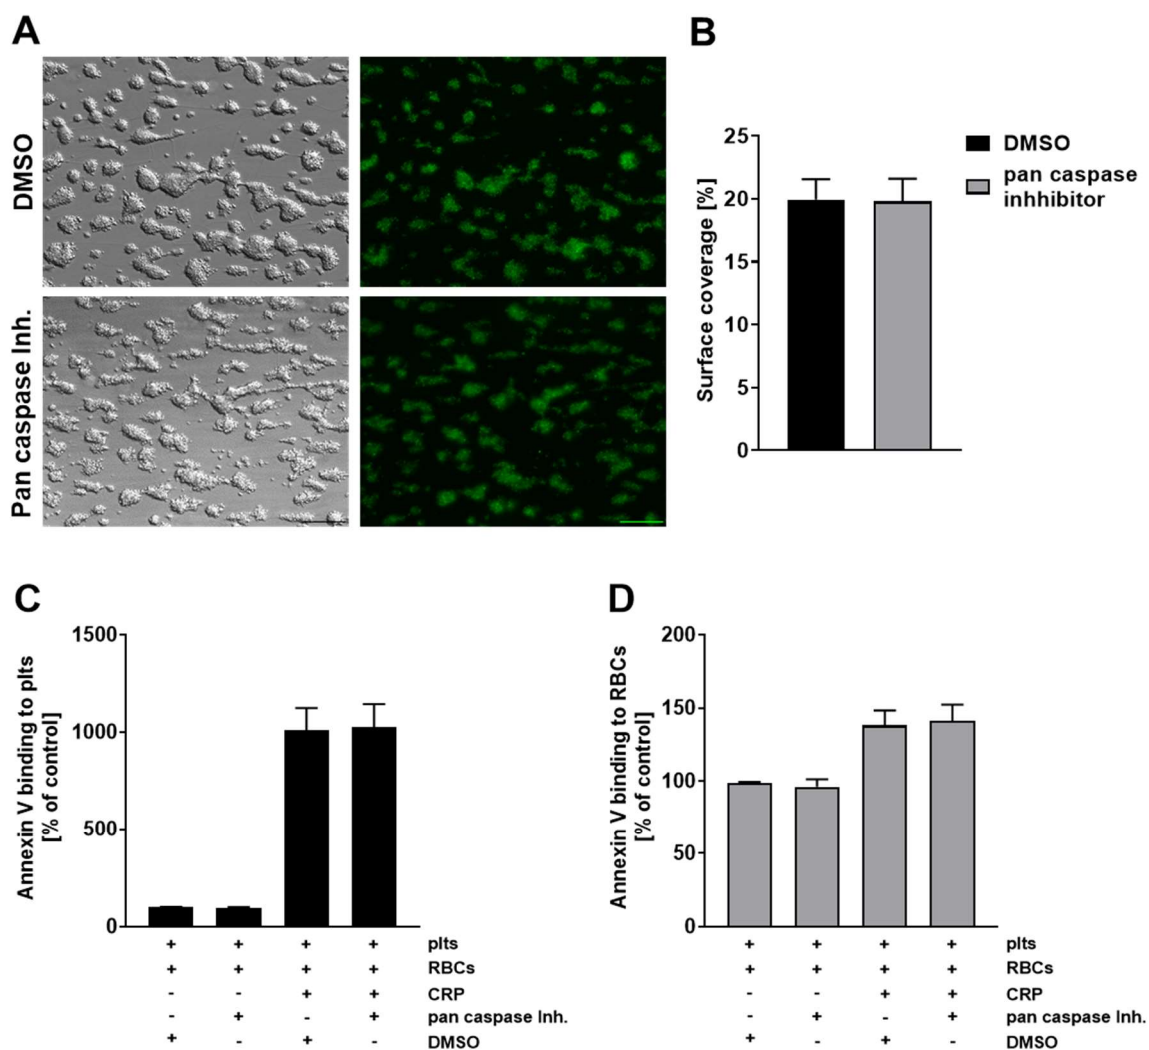 A
B
DMSO
Pan caspase Inh.
25
20
15
10
5
0
Surface coverage [%]
DMSO
pan caspase
inhhibitor
C
1500
1000
500
0
Annexin V binding to plts
[% of control]
+ + + + plts
+ + + + RBCs
- - + + CRP
- + - + pan caspase Inh.
+ - + - DMSO
D
200
150
100
50
0
Annexin V binding to RBCs
[% of control]
+ + + + plts
+ + + + RBCs
- - + + CRP
- + - + pan caspase Inh.
+ - + - DMSO